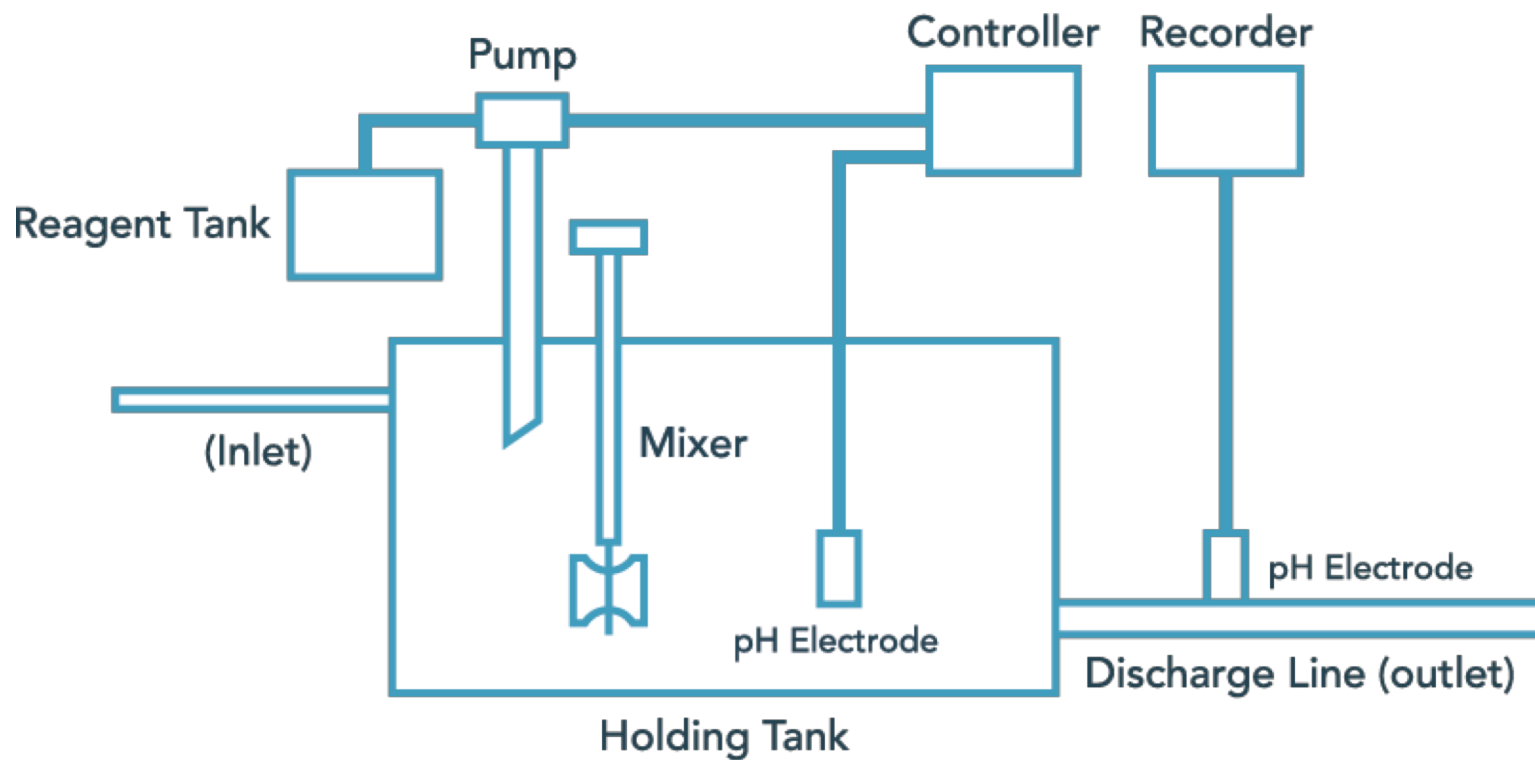 Controller
Recorder
Pump
Reagent Tank
(Inlet)
Mixer
pH Electrode
pH Electrode
Discharge Line (outlet)
Holding Tank